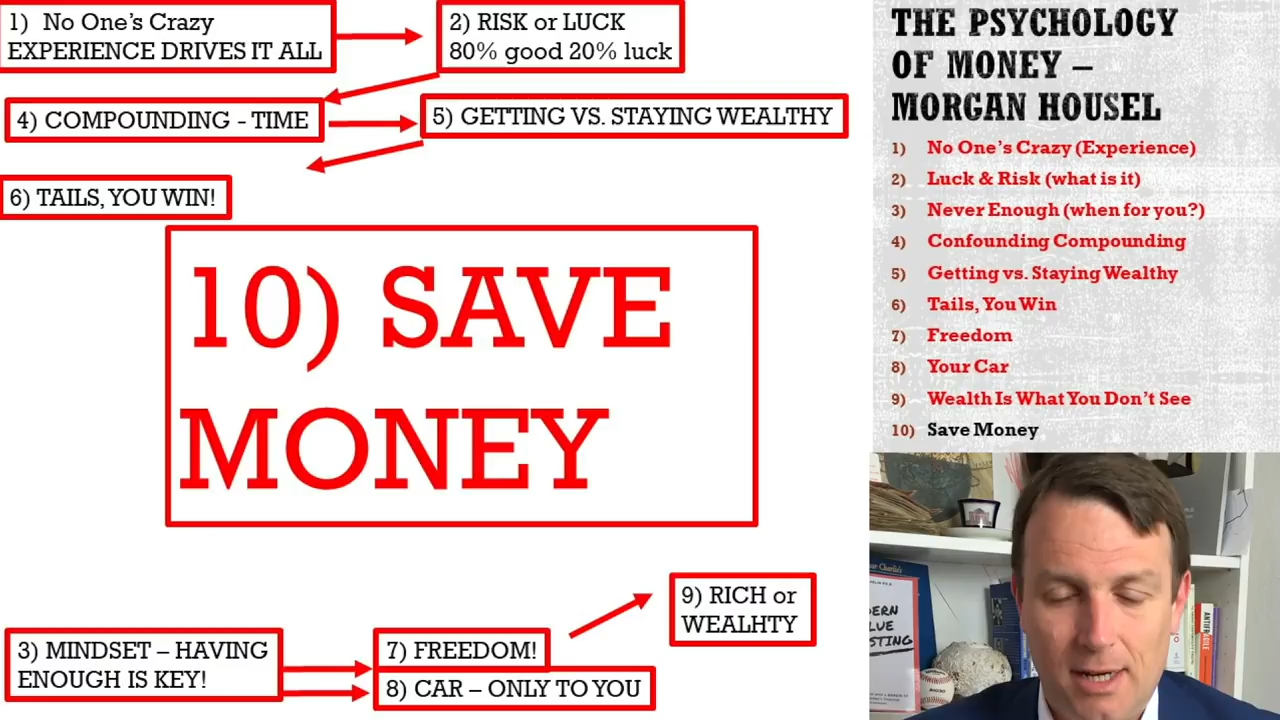 1) No One's Crazy
EXPERIENCE DRIVES IT ALL
2) RISK or LUCK
80% good 20% luck
4) COMPOUNDING - TIME
5) GETTING VS. STAYING WEALTHY
6) TAILS, YOU WIN!
10) SAVE
MONEY
9) RICH or
WEALHTY
3) MINDSET – HAVING
ENOUGH IS KEY!
7) FREEDOM!
8) CAR – ONLY TO YOU
THE PSYCHOLOGY
OF MONEY –
MORGAN HOUSEL
1) No One's Crazy (Experience)
2) Luck & Risk (what is it)
3) Never Enough (when for you?)
4) Confounding Compounding
5) Getting vs. Staying Wealthy
6) Tails, You Win
7) Freedom
8) Your Car
9) Wealth Is What You Don't See
10) Save Money